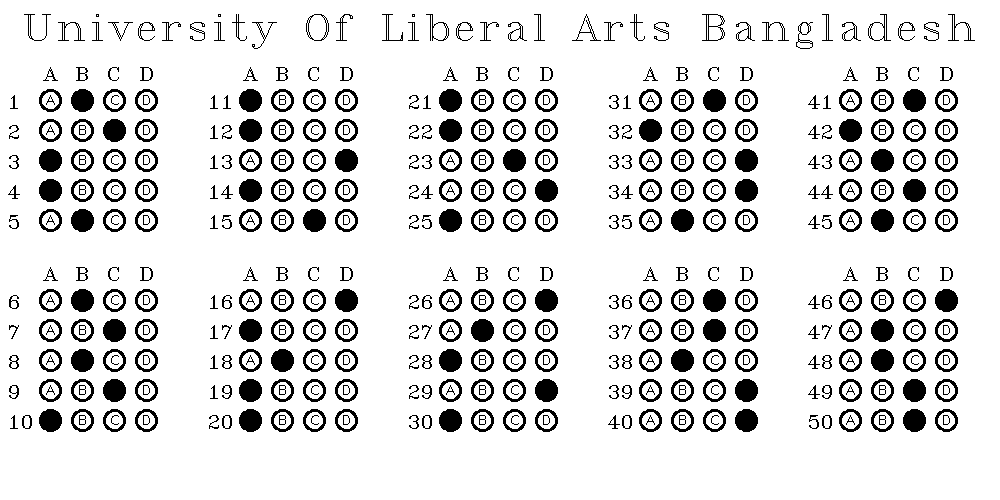 University Of Liberal Arts Bangladesh
A B C D A B C D A B C D A B C D A B C D
1 A C D 11 B C D 21 B C D 31 A B D 41 A B D
2 A B D 12 B C D 22 B C D 32 B C D 42 B C D
3 B C D 13 A B C 23 A B D 33 A B C 43 A C D
4 B C D 14 B C D 24 A B C 34 A B C 44 A B D
5 A C D 15 A B D 25 B C D 35 A C D 45 A C D
A B C D A B C D A B C D A B C D A B C D
6 A C D 16 A B C 26 A B C 36 A B D 46 A B C
7 A B D 17 B C D 27 A C D 37 A B D 47 A C D
8 A C D 18 A C D 28 B C D 38 A C D 48 A C D
9 A B D 19 B C D 29 A B C 39 A B C 49 A B D
10 B C D 20 B C D 30 B C D 40 A B C 50 A B D